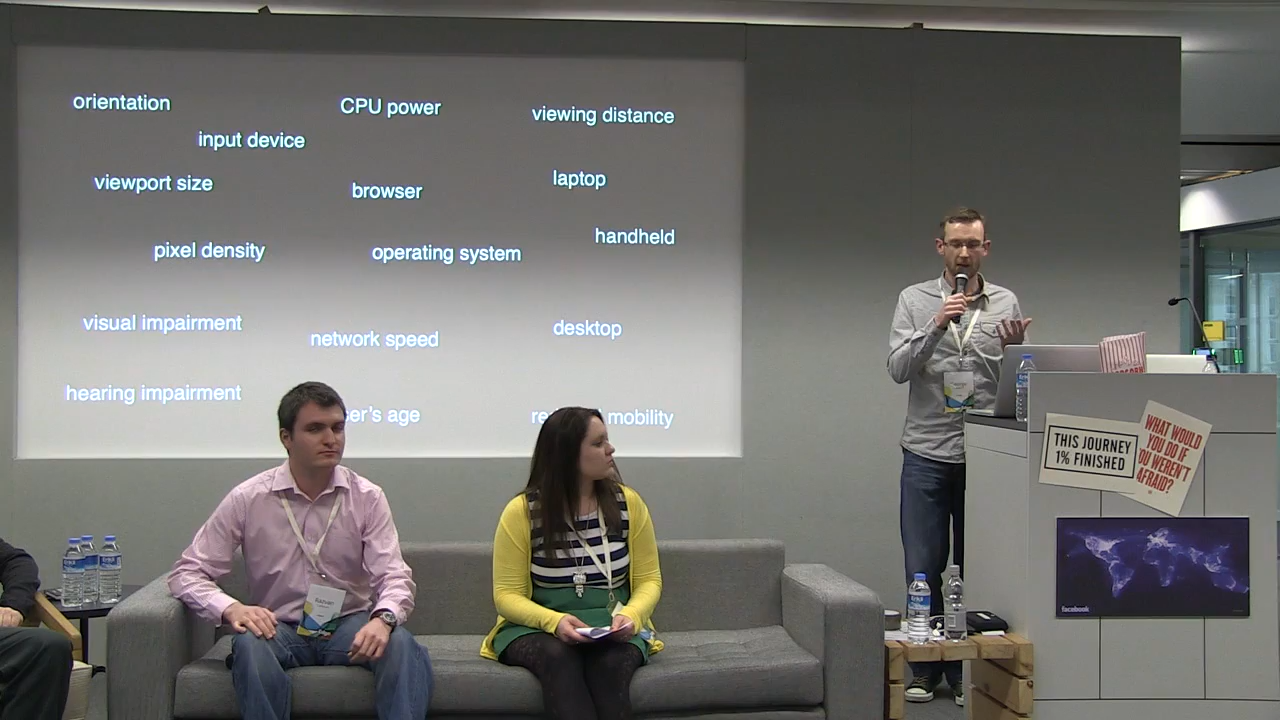 orientation
CPU power
viewing distance
input device
viewport size
browser
laptop
pixel density
operating system
handheld
visual impairment
network speed
desktop
hearing impairment
age
mobility
THIS JOURNEY
1% FINISHED
WHAT WOULD
YOU DO IF
WEREN'T
AFRAID?
facebook